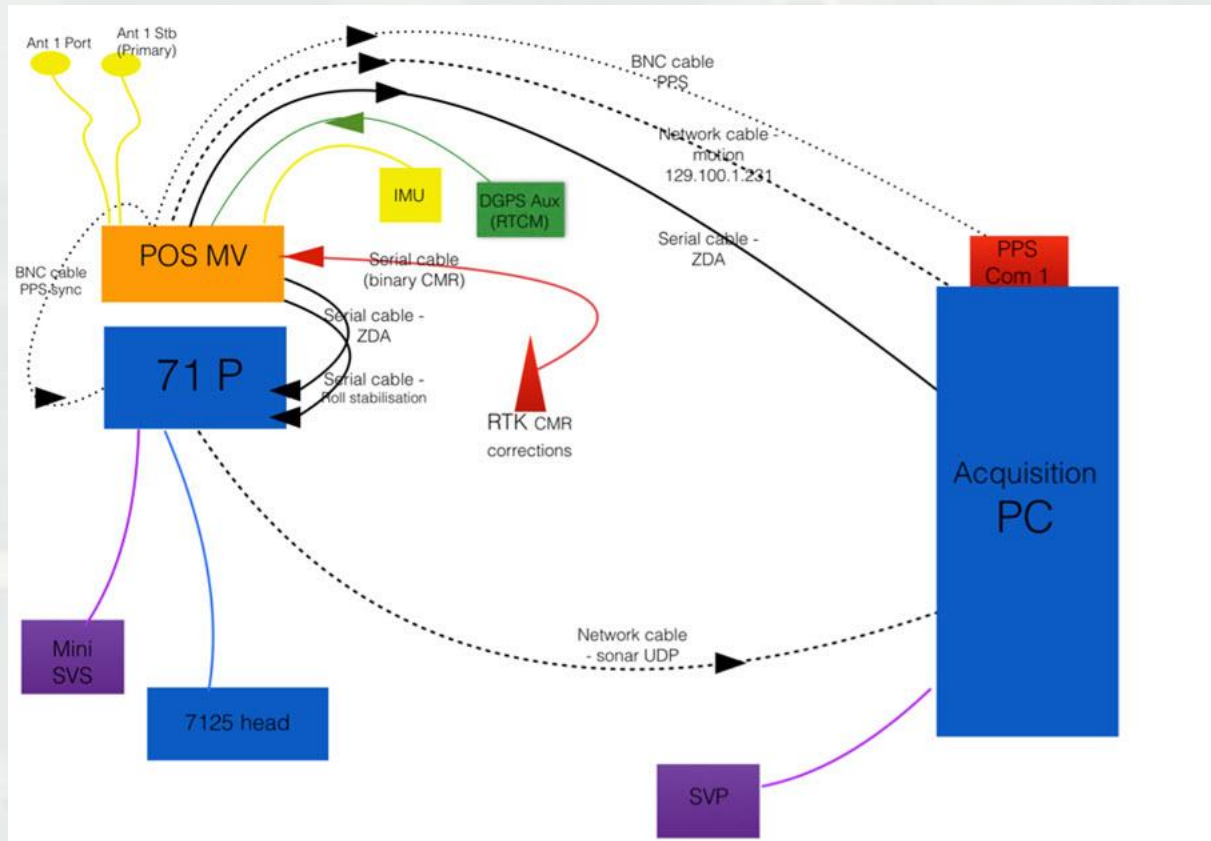 Ant 1 Port
Ant 1 Stb
(Primary)
BNC cable
PPS
Network cable -
motion
129.100.1.231
IMU
DGPS Aux
(RTCM)
Serial cable -
ZDA
PPS
Com 1
POS MV
BNC cable
PPS sync
Serial cable
(binary CMR)
Serial cable -
ZDA
71 P
Serial cable -
Roll stabilisation
RTK CMR
corrections
Acquisition
PC
Mini
SVS
7125 head
Network cable
- sonar UDP
SVP